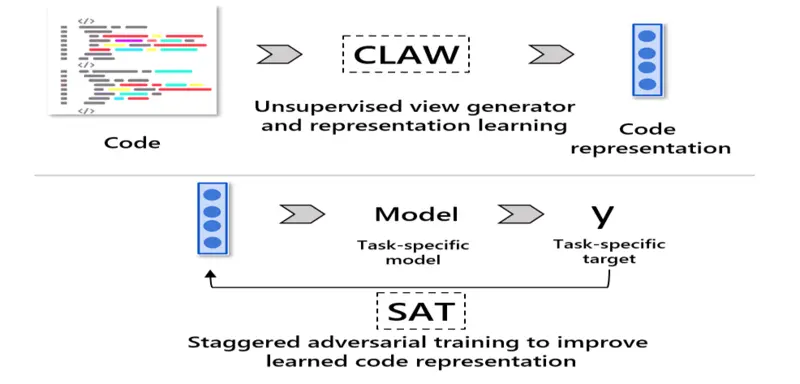 CLAW
Unsupervised view generator
and representation learning
Code
Code
representation
Model
y
Task-specific
model
Task-specific
target
SAT
Staggered adversarial training to improve
learned code representation